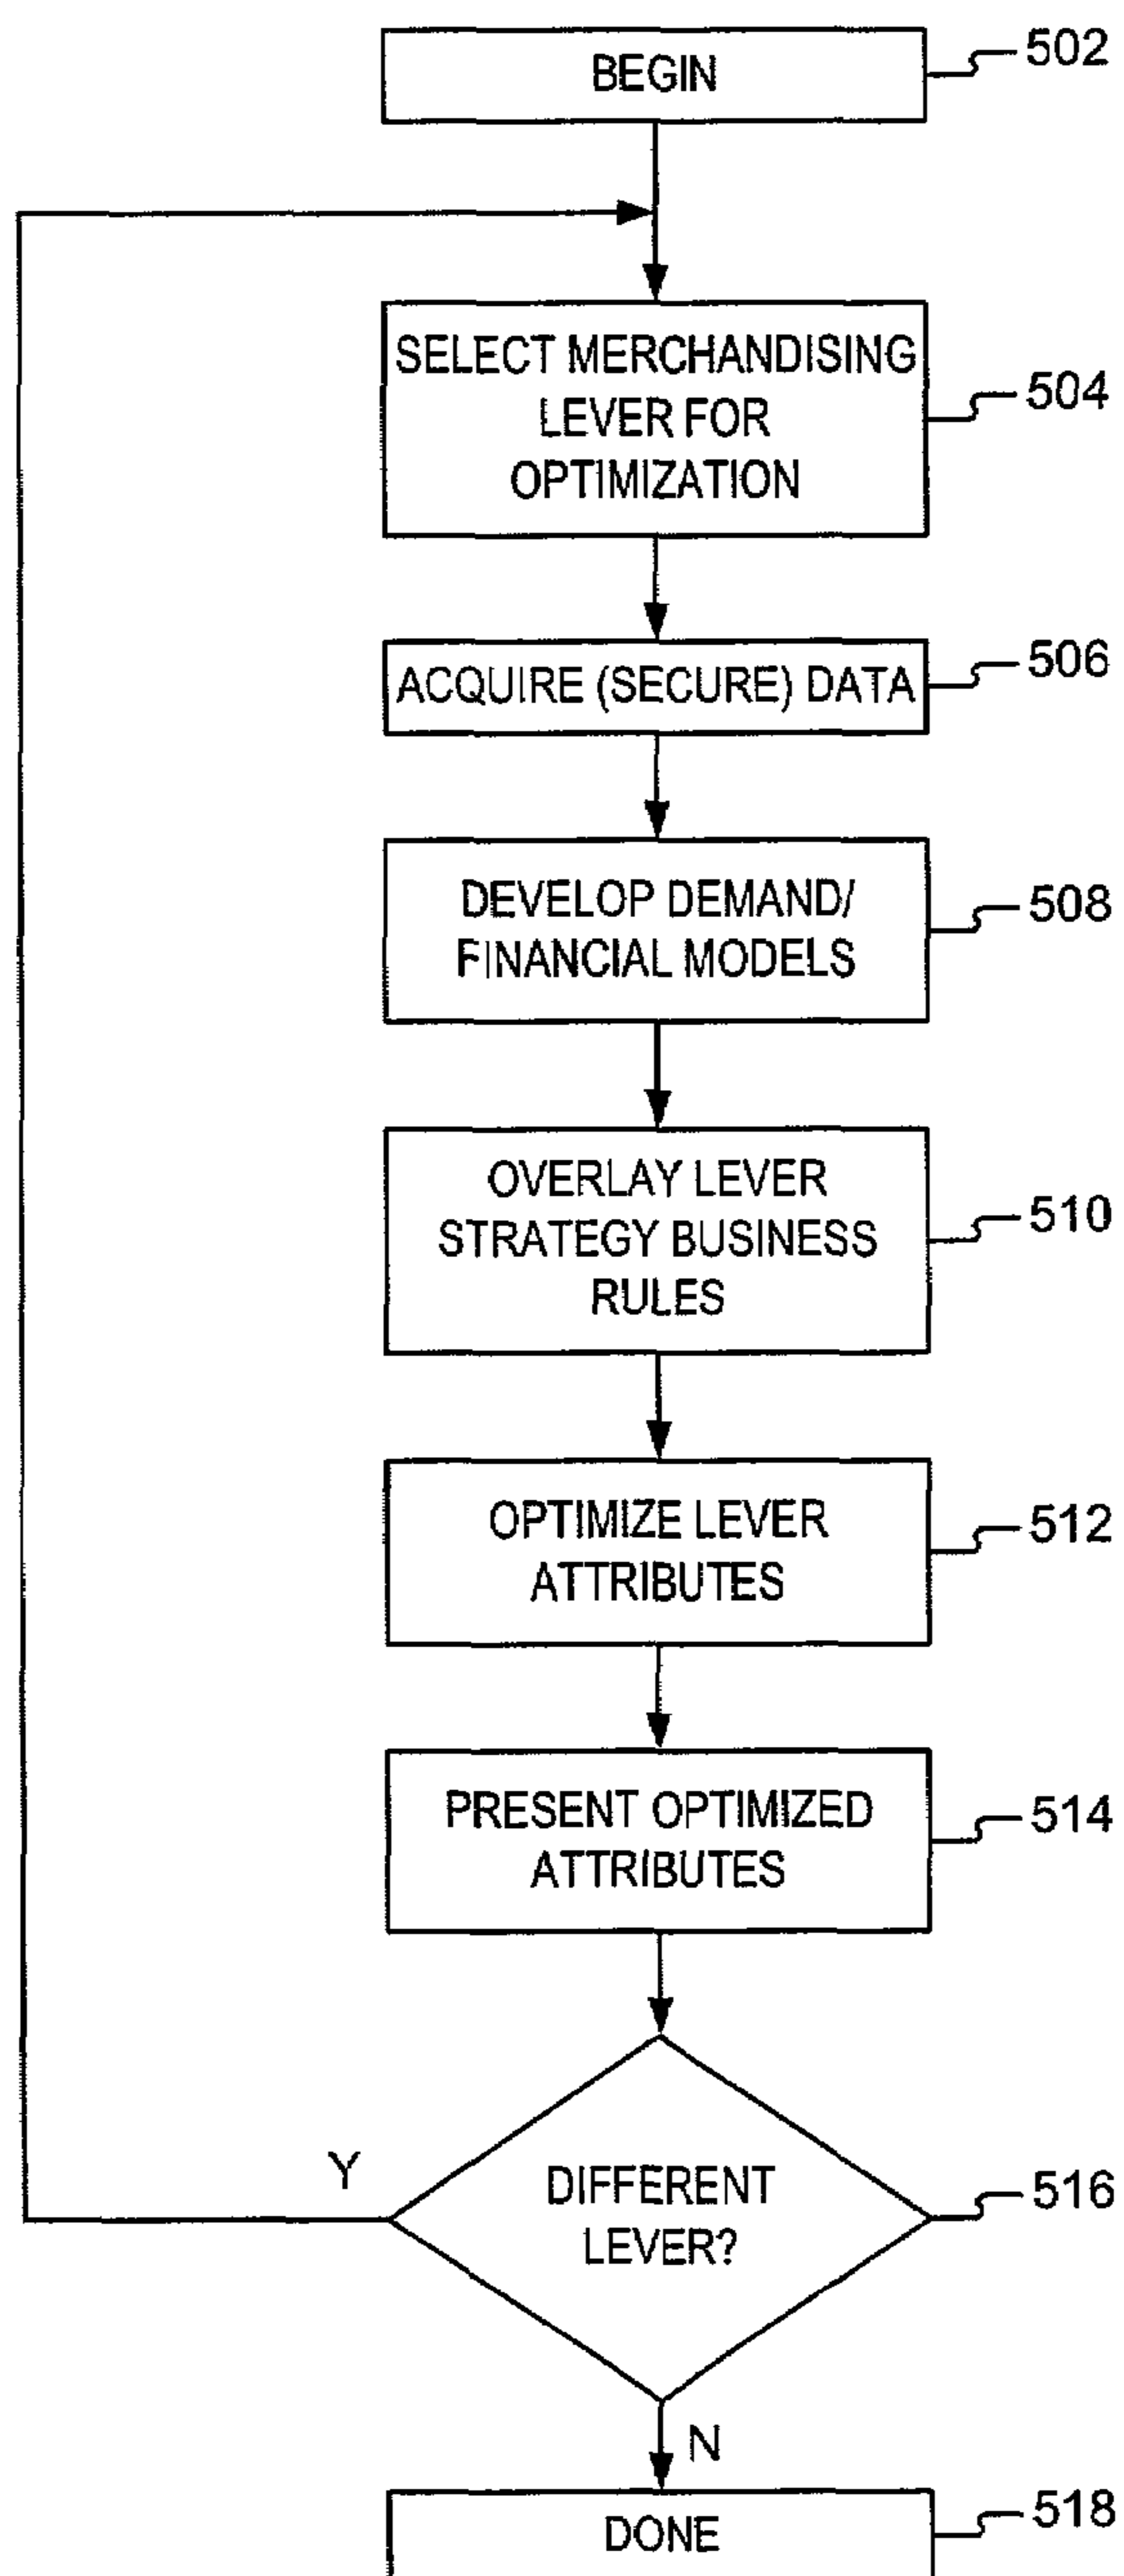 BEGIN
502
SELECT MERCHANDISING
LEVER FOR
OPTIMIZATION
504
ACQUIRE (SECURE) DATA
506
DEVELOP DEMAND/
FINANCIAL MODELS
508
OVERLAY LEVER
STRATEGY BUSINESS
RULES
510
OPTIMIZE LEVER
ATTRIBUTES
512
PRESENT OPTIMIZED
ATTRIBUTES
514
Y
DIFFERENT
LEVER?
516
N
DONE
518